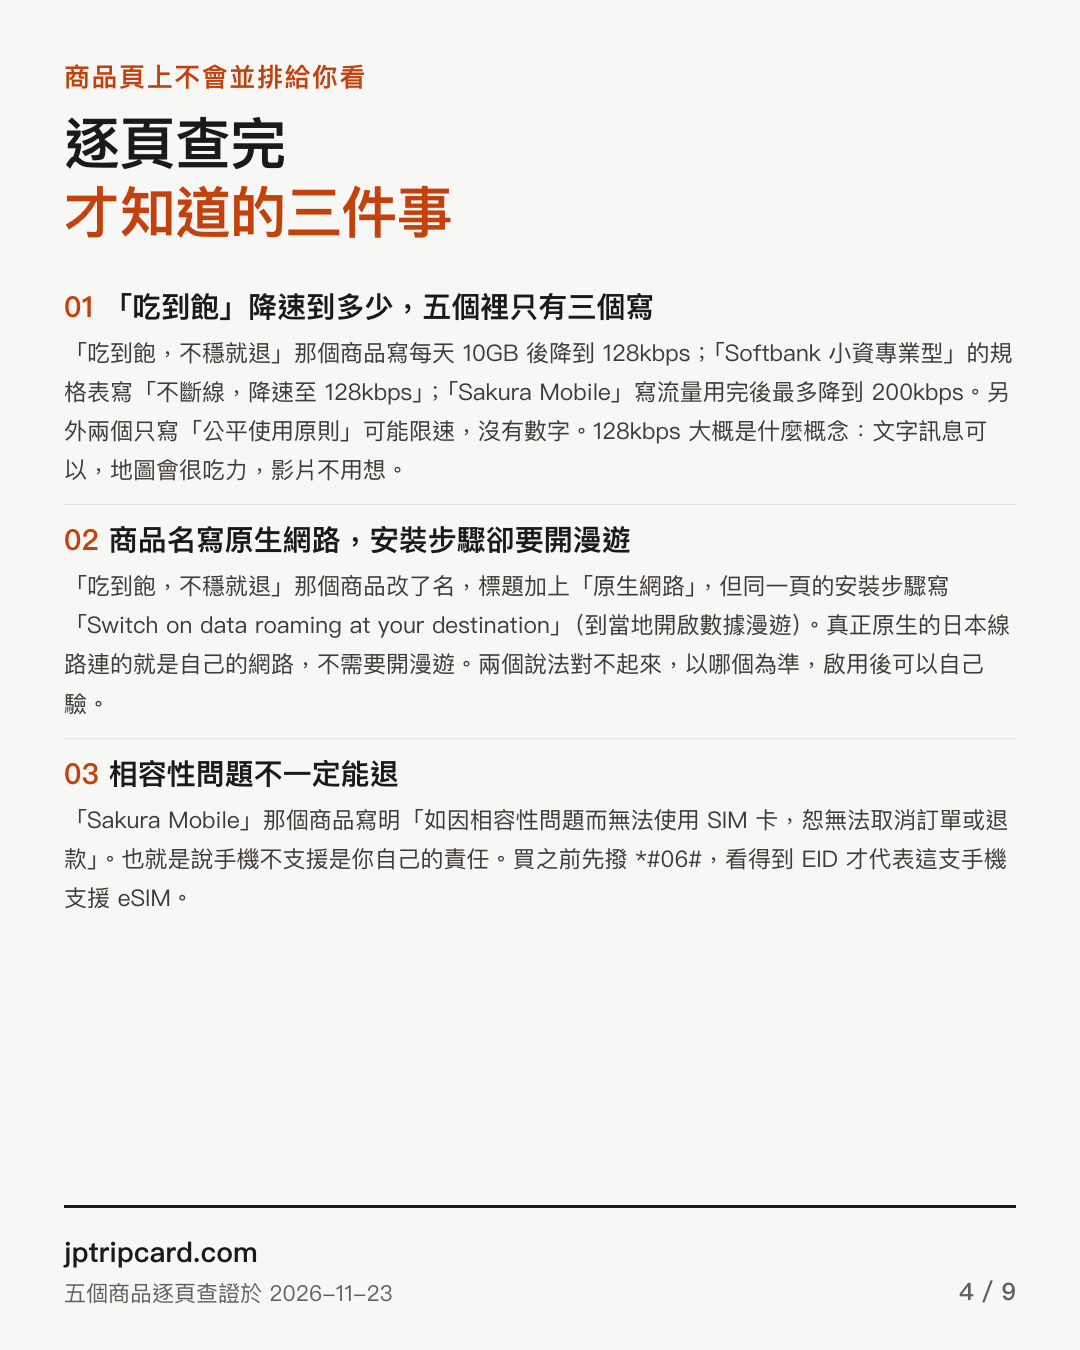 商品頁上不會並排給你看
逐頁查完
才知道的三件事
01 「吃到飽」降速到多少，五個裡只有三個寫
「吃到飽，不穩就退」那個商品寫每天 10GB 後降到 128kbps；「Softbank 小資專業型」的規
格表寫「不斷線，降速至 128kbps」；「Sakura Mobile」寫流量用完後最多降到 200kbps。另
外兩個只寫「公平使用原則」可能限速，沒有數字。128kbps 大概是什麼概念：文字訊息可
以，地圖會很吃力，影片不用想。
02 商品名寫原生網路，安裝步驟卻要開漫遊
「吃到飽，不穩就退」那個商品改了名，標題加上「原生網路」，但同一頁的安裝步驟寫
「Switch on data roaming at your destination」（到當地開啟數據漫遊）。真正原生的日本線
路連的就是自己的網路，不需要開漫遊。兩個說法對不起來，以哪個為準，啟用後可以自己
驗。
03 相容性問題不一定能退
「Sakura Mobile」那個商品寫明「如因相容性問題而無法使用 SIM 卡，恕無法取消訂單或退
款」。也就是說手機不支援是你自己的責任。買之前先撥 *#06#，看得到 EID 才代表這支手機
支援 eSIM。
jptripcard.com
五個商品逐頁查證於 2026-11-23
4 / 9